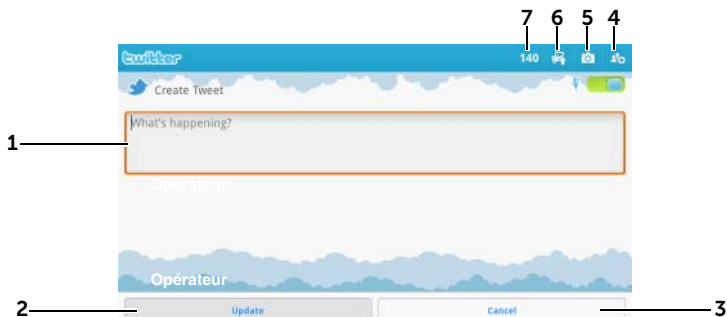 7 6 5 4
twitter 140
Create Tweet
What's happening?
1
Opérateur
Opérateur
2 Update Cancel 3